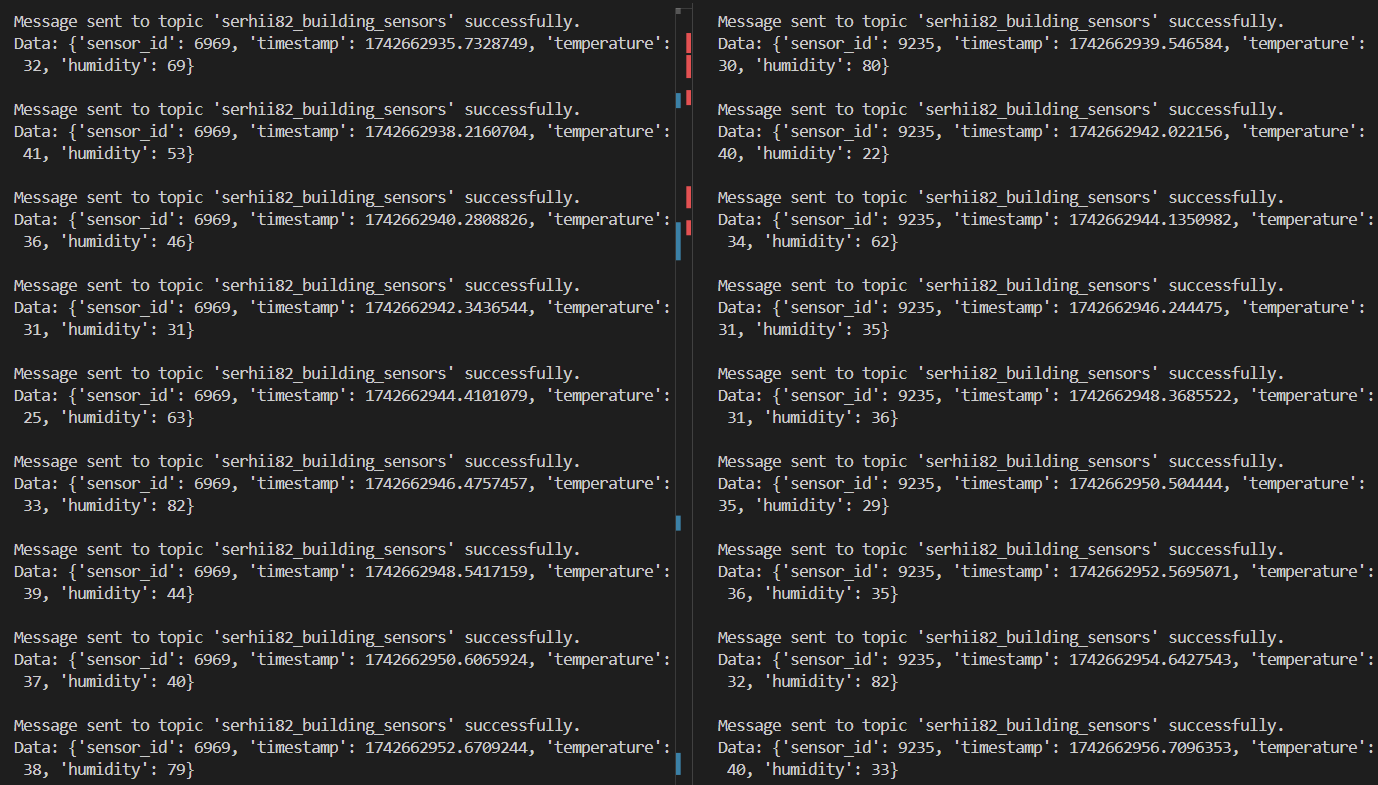 Message sent to topic 'serhii82_building_sensors' successfully.
Data: {'sensor_id': 6969, 'timestamp': 1742662935.7328749, 'temperature':
32, 'humidity': 69}
Message sent to topic 'serhii82_building_sensors' successfully.
Data: {'sensor_id': 6969, 'timestamp': 1742662938.2160704, 'temperature':
41, 'humidity': 53}
Message sent to topic 'serhii82_building_sensors' successfully.
Data: {'sensor_id': 6969, 'timestamp': 1742662940.2808826, 'temperature':
36, 'humidity': 46}
Message sent to topic 'serhii82_building_sensors' successfully.
Data: {'sensor_id': 6969, 'timestamp': 1742662942.3436544, 'temperature':
31, 'humidity': 31}
Message sent to topic 'serhii82_building_sensors' successfully.
Data: {'sensor_id': 6969, 'timestamp': 1742662944.4101079, 'temperature':
25, 'humidity': 63}
Message sent to topic 'serhii82_building_sensors' successfully.
Data: {'sensor_id': 6969, 'timestamp': 1742662946.4757457, 'temperature':
33, 'humidity': 82}
Message sent to topic 'serhii82_building_sensors' successfully.
Data: {'sensor_id': 6969, 'timestamp': 1742662948.5417159, 'temperature':
39, 'humidity': 44}
Message sent to topic 'serhii82_building_sensors' successfully.
Data: {'sensor_id': 6969, 'timestamp': 1742662950.6065924, 'temperature':
37, 'humidity': 40}
Message sent to topic 'serhii82_building_sensors' successfully.
Data: {'sensor_id': 6969, 'timestamp': 1742662952.6709244, 'temperature':
38, 'humidity': 79}
Message sent to topic 'serhii82_building_sensors' successfully.
Data: {'sensor_id': 9235, 'timestamp': 1742662939.546584, 'temperature':
30, 'humidity': 80}
Message sent to topic 'serhii82_building_sensors' successfully.
Data: {'sensor_id': 9235, 'timestamp': 1742662942.022156, 'temperature':
40, 'humidity': 22}
Message sent to topic 'serhii82_building_sensors' successfully.
Data: {'sensor_id': 9235, 'timestamp': 1742662944.1350982, 'temperature':
34, 'humidity': 62}
Message sent to topic 'serhii82_building_sensors' successfully.
Data: {'sensor_id': 9235, 'timestamp': 1742662946.244475, 'temperature':
31, 'humidity': 35}
Message sent to topic 'serhii82_building_sensors' successfully.
Data: {'sensor_id': 9235, 'timestamp': 1742662948.3685522, 'temperature':
31, 'humidity': 36}
Message sent to topic 'serhii82_building_sensors' successfully.
Data: {'sensor_id': 9235, 'timestamp': 1742662950.504444, 'temperature':
35, 'humidity': 29}
Message sent to topic 'serhii82_building_sensors' successfully.
Data: {'sensor_id': 9235, 'timestamp': 1742662952.5695071, 'temperature':
36, 'humidity': 35}
Message sent to topic 'serhii82_building_sensors' successfully.
Data: {'sensor_id': 9235, 'timestamp': 1742662954.6427543, 'temperature':
32, 'humidity': 82}
Message sent to topic 'serhii82_building_sensors' successfully.
Data: {'sensor_id': 9235, 'timestamp': 1742662956.7096353, 'temperature':
40, 'humidity': 33}